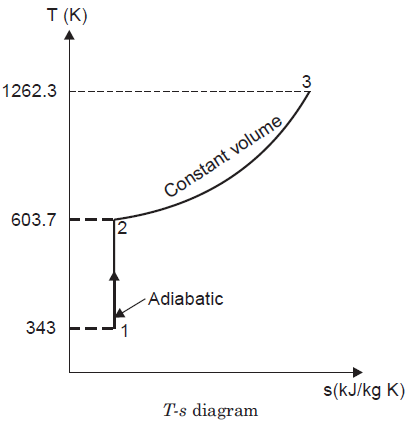 T (K)
1262.3
3
Constant volume
603.7
2
Adiabatic
343
1
s(kJ/kg K)
T-s diagram